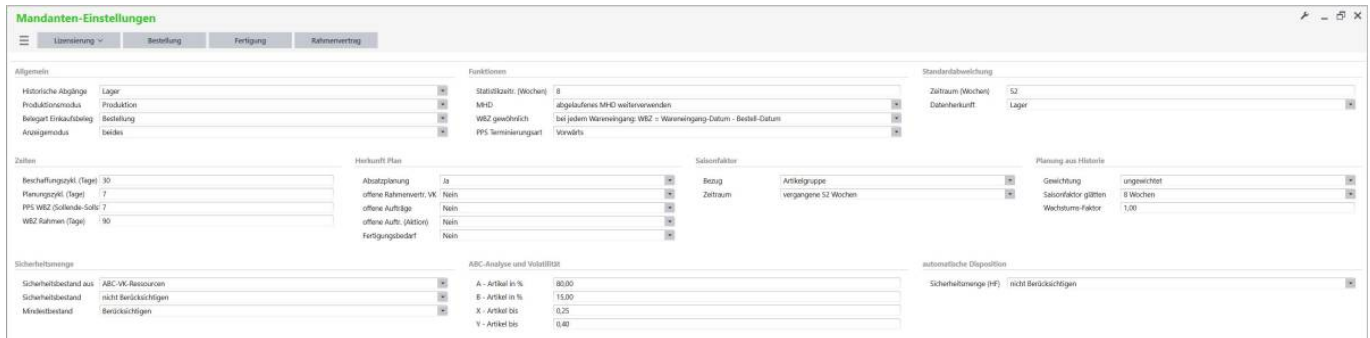 Mandanten-Einstellungen
Lizensierung Bestellung Fertigung Rahmenvertrag
Allgemein
Historische Abgänge Lager
Produktionsmodus Produktion
Belegart Einkaufsbeleg Bestellung
Anzeigemodus beides
Funktionen
Statistikzeitr. (Wochen) 8
MHD abgelaufenes MHD weiterverwenden
WBZ gewöhnlich bei jedem Wareneingang: WBZ = Wareneingang-Datum - Bestell-Datum
PPS Terminierungsart Vorwärts
Standardabweichung
Zeitraum (Wochen) 52
Datenherkunft Lager
Zeiten
Beschaffungszykl. (Tage) 30
Planungszykl. (Tage) 7
PPS WBZ (Sollende-Solls 7
WBZ Rahmen (Tage) 90
Herkunft Plan
Absatzplanung Ja
offene Rahmenvertr. VK Nein
offene Aufträge Nein
offene Auftr. (Aktion) Nein
Fertigungsbedarf Nein
Saisonfaktor
Bezug Artikelgruppe
Zeitraum vergangene 52 Wochen
Planung aus Historie
Gewichtung ungewichtet
Saisonfaktor glätten 8 Wochen
Wachstums-Faktor 1,00
Sicherheitsmenge
Sicherheitsbestand aus ABC-VK-Ressourcen
Sicherheitsbestand nicht Berücksichtigen
Mindestbestand Berücksichtigen
ABC-Analyse und Volatilität
A - Artikel in % 80,00
B - Artikel in % 15,00
X - Artikel bis 0,25
Y - Artikel bis 0,40
automatische Disposition
Sicherheitsmenge (HF) nicht Berücksichtigen